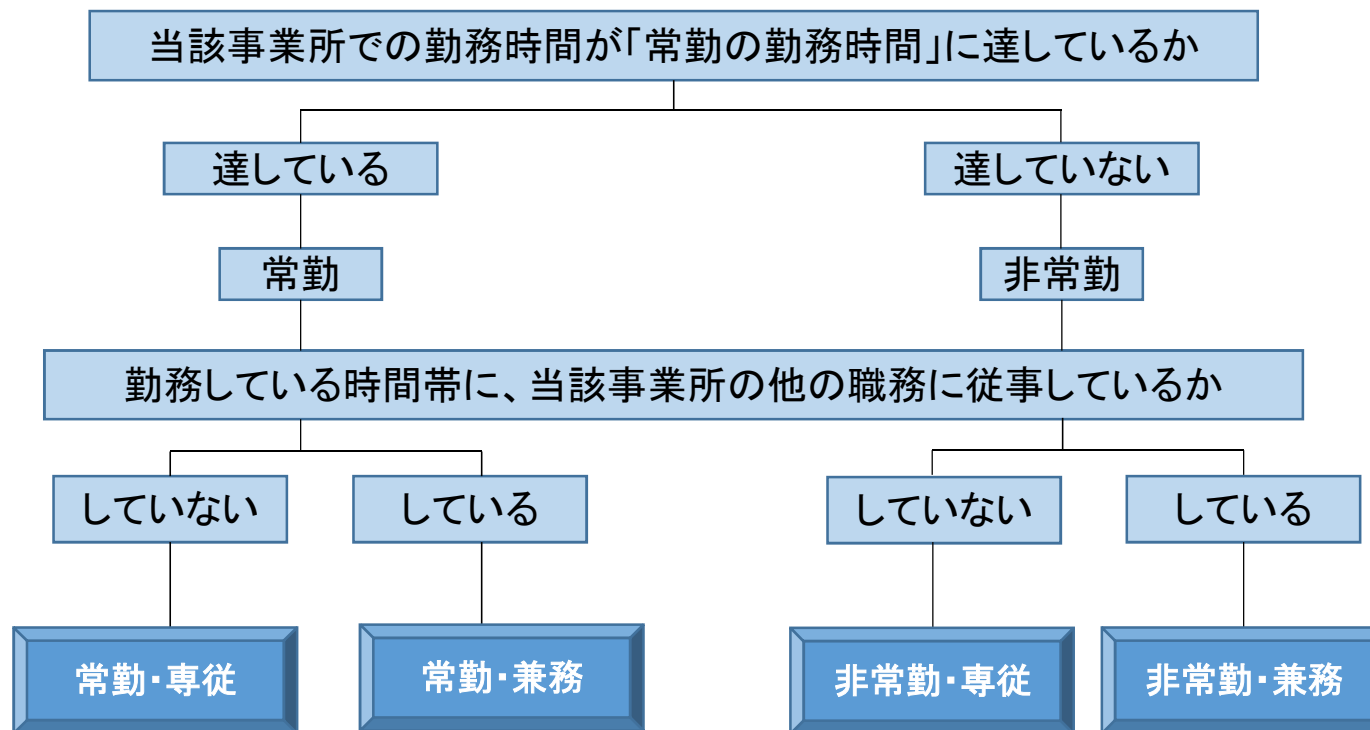 当該事業所での勤務時間が「常勤の勤務時間」に達しているか
達している
達していない
常勤
非常勤
勤務している時間帯に、当該事業所の他の職務に従事しているか
していない
している
していない
している
常勤・専従
常勤・兼務
非常勤・専従
非常勤・兼務